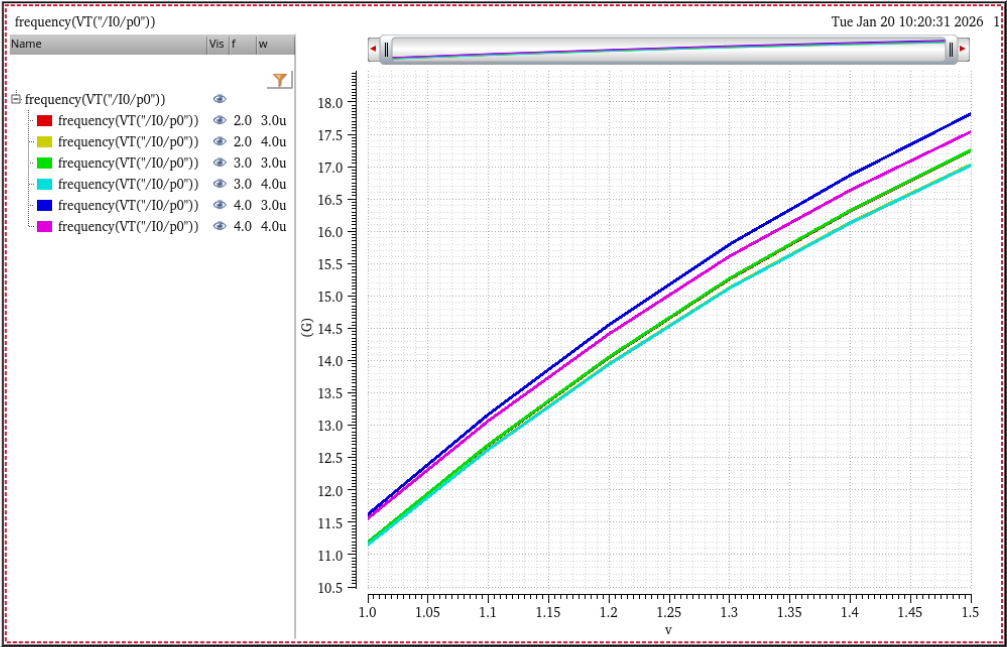 frequency(VT("/I0/p0")) Tue Jan 20 10:20:31 2026 1
Name Vis f w
frequency(VT("/I0/p0"))
frequency(VT("/I0/p0")) 2.0 3.0u
frequency(VT("/I0/p0")) 2.0 4.0u
frequency(VT("/I0/p0")) 3.0 3.0u
frequency(VT("/I0/p0")) 3.0 4.0u
frequency(VT("/I0/p0")) 4.0 3.0u
frequency(VT("/I0/p0")) 4.0 4.0u
(G)
18.0
17.5
17.0
16.5
16.0
15.5
15.0
14.5
14.0
13.5
13.0
12.5
12.0
11.5
11.0
10.5
1.0 1.05 1.1 1.15 1.2 1.25 1.3 1.35 1.4 1.45 1.5
v